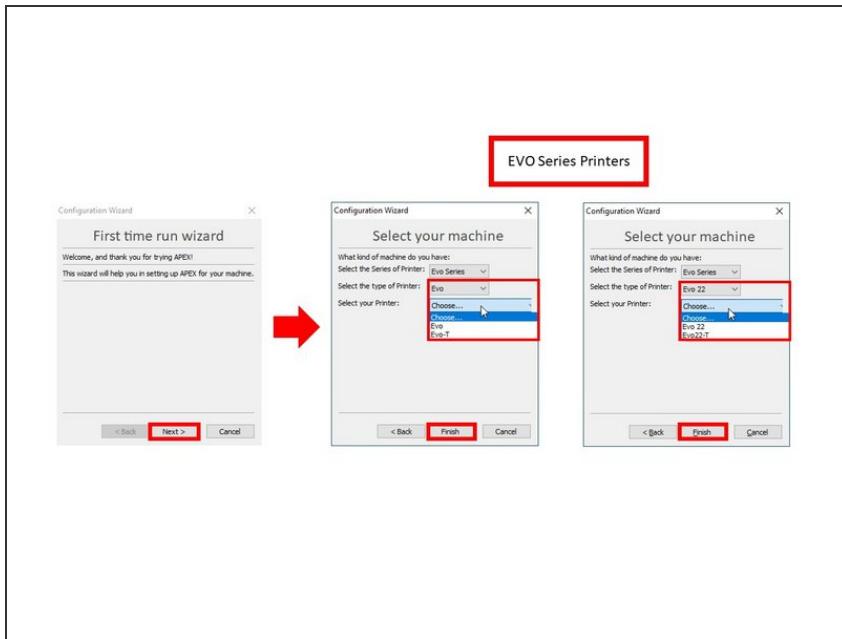 EVO Series Printers
Configuration Wizard
First time run wizard
Welcome, and thank you for trying APEX!
This wizard will help you in setting up APEX for your machine.
< Back Next > Cancel
Configuration Wizard
Select your machine
What kind of machine do you have:
Select the Series of Printer: Evo Series
Select the type of Printer: Evo
Select your Printer: Choose...
Choose...
Evo
Evo-T
< Back Finish Cancel
Configuration Wizard
Select your machine
What kind of machine do you have:
Select the Series of Printer: Evo Series
Select the type of Printer: Evo 22
Select your Printer: Choose...
Choose...
Evo 22
Evo22-T
< Back Finish Cancel